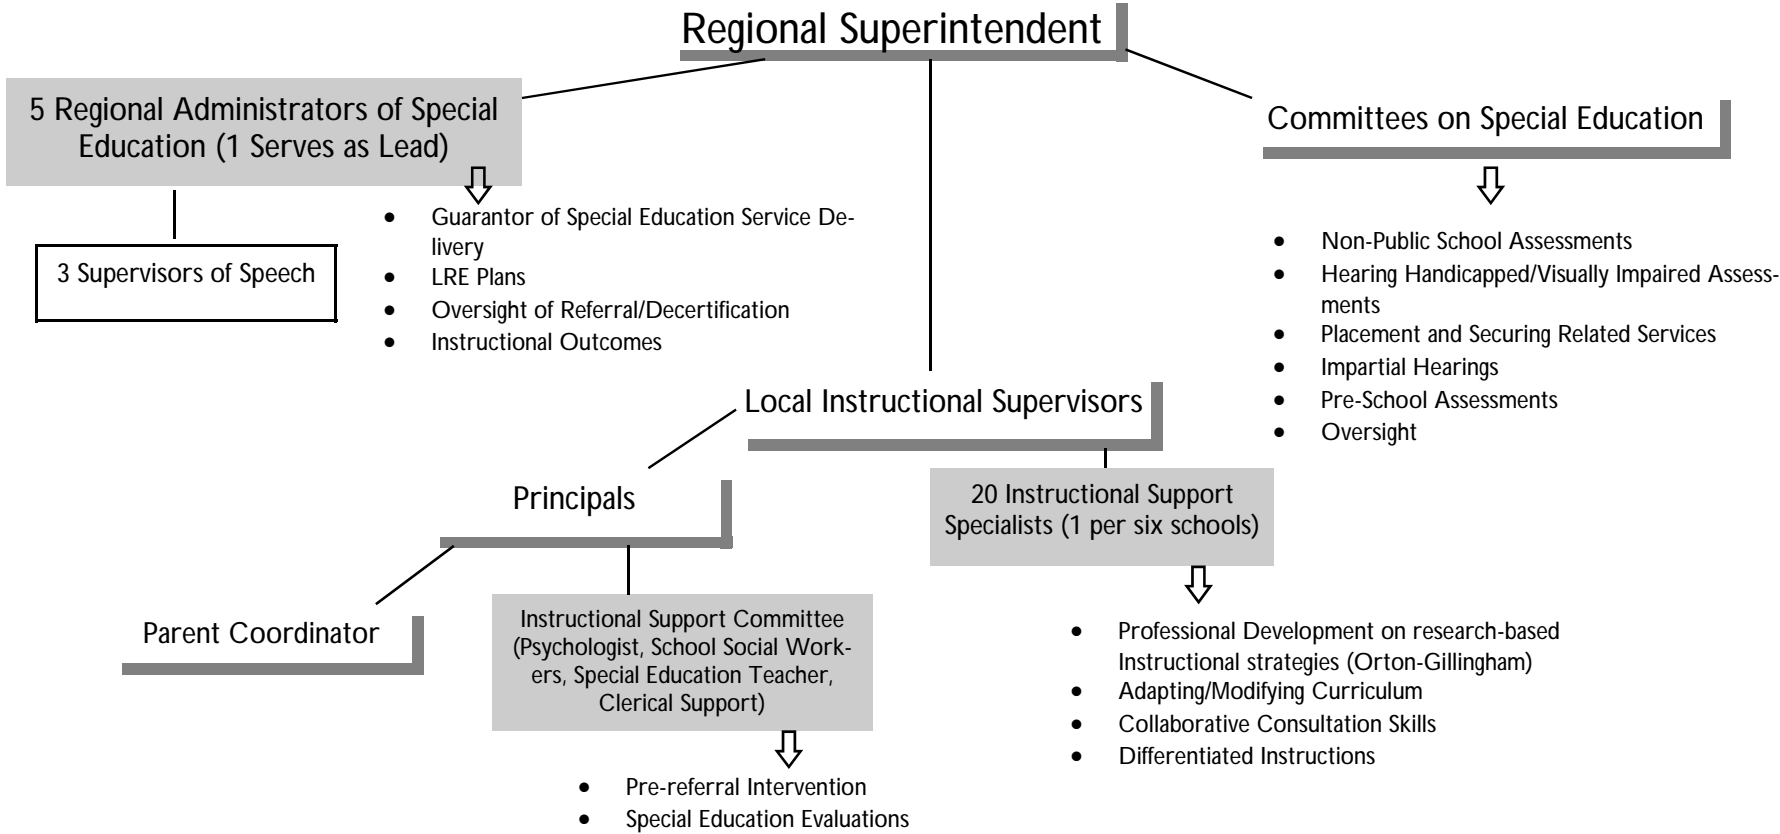 Regional Superintendent
5 Regional Administrators of Special
Education (1 Serves as Lead)
Committees on Special Education
3 Supervisors of Speech
• Guarantor of Special Education Service De-
livery
• LRE Plans
• Oversight of Referral/Decertification
• Instructional Outcomes
• Non-Public School Assessments
• Hearing Handicapped/Visually Impaired Assess-
ments
• Placement and Securing Related Services
• Impartial Hearings
• Pre-School Assessments
• Oversight
Local Instructional Supervisors
Principals
20 Instructional Support
Specialists (1 per six schools)
Parent Coordinator
Instructional Support Committee
(Psychologist, School Social Work-
ers, Special Education Teacher,
Clerical Support)
• Professional Development on research-based
Instructional strategies (Orton-Gillingham)
• Adapting/Modifying Curriculum
• Collaborative Consultation Skills
• Differentiated Instructions
• Pre-referral Intervention
• Special Education Evaluations